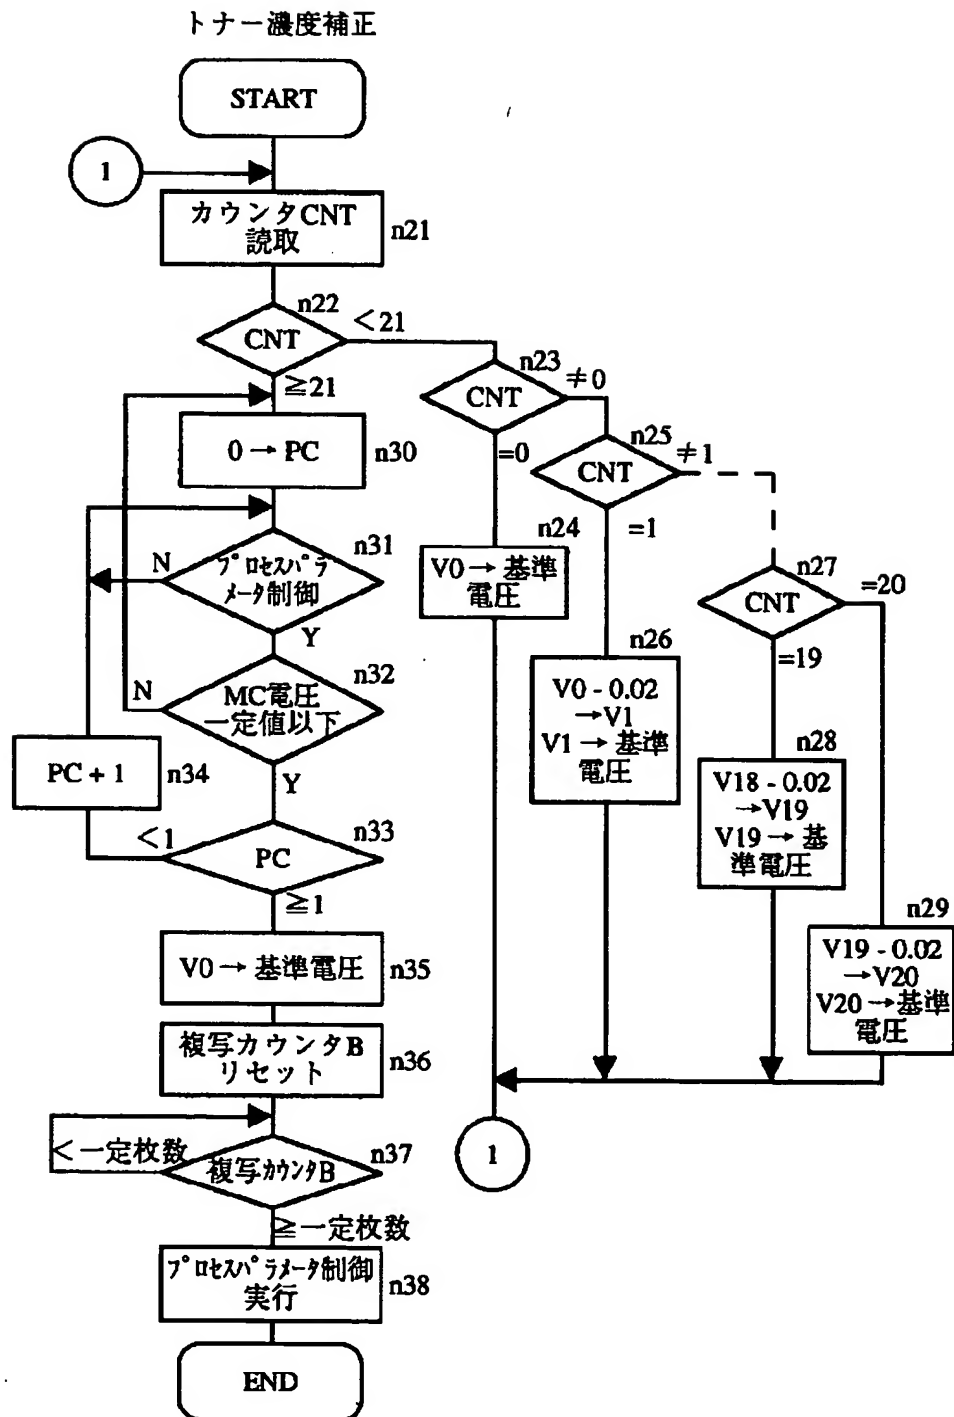 トナー濃度補正
START
1
カウンタCNT
読取
n21
n22
CNT
<21
≧21
n23
CNT
≠0
=0
0→PC
n30
n25
CNT
≠1
=1
n24
V0→基準
電圧
n31
プロセスパラ
メータ制御
N
Y
n27
CNT
=20
=19
n26
V0 - 0.02
→V1
V1→基準
電圧
n32
MC電圧
一定値以下
N
Y
n28
V18 - 0.02
→V19
V19→基
準電圧
PC + 1
n34
n33
PC
<1
≧1
n29
V19 - 0.02
→V20
V20→基準
電圧
V0→基準電圧
n35
複写カウンタB
リセット
n36
<一定枚数
複写カウンタB
n37
≧一定枚数
1
プロセスパラメータ制御
実行
n38
END